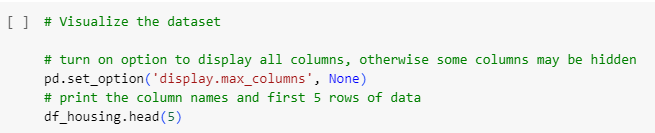 [ ] # Visualize the dataset
# turn on option to display all columns, otherwise some columns may be hidden
pd.set_option('display.max_columns', None)
# print the column names and first 5 rows of data
df_housing.head(5)